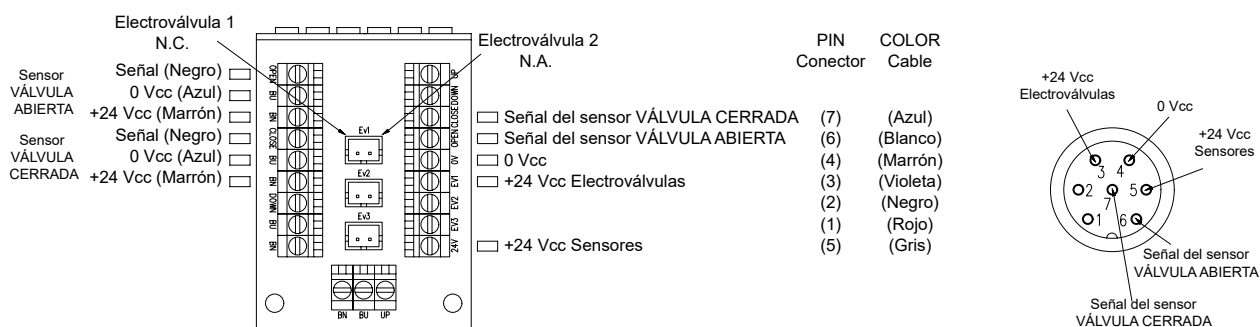 Electroválvula 1
N.C.
Electroválvula 2
N.A.
PIN
Conector
COLOR
Cable
Sensor
VÁLVULA
ABIERTA
Señal (Negro)
0 Vcc (Azul)
+24 Vcc (Marrón)
Sensor
VÁLVULA
CERRADA
Señal (Negro)
0 Vcc (Azul)
+24 Vcc (Marrón)
OPEN
BU
BN
CLOSE
BU
BN
DOWN
BU
BN
Ev1
Ev2
Ev3
UP
DOWN
CLOSE
OPEN
0V
EV1
EV2
EV3
24V
BN BU UP
Señal del sensor VÁLVULA CERRADA (7) (Azul)
Señal del sensor VÁLVULA ABIERTA (6) (Blanco)
0 Vcc (4) (Marrón)
+24 Vcc Electroválvulas (3) (Violeta)
(2) (Negro)
(1) (Rojo)
+24 Vcc Sensores (5) (Gris)
+24 Vcc
Electroválvulas
0 Vcc
+24 Vcc
Sensores
3 4
2 7 5
1 6
Señal del sensor
VÁLVULA ABIERTA
Señal del sensor
VÁLVULA CERRADA